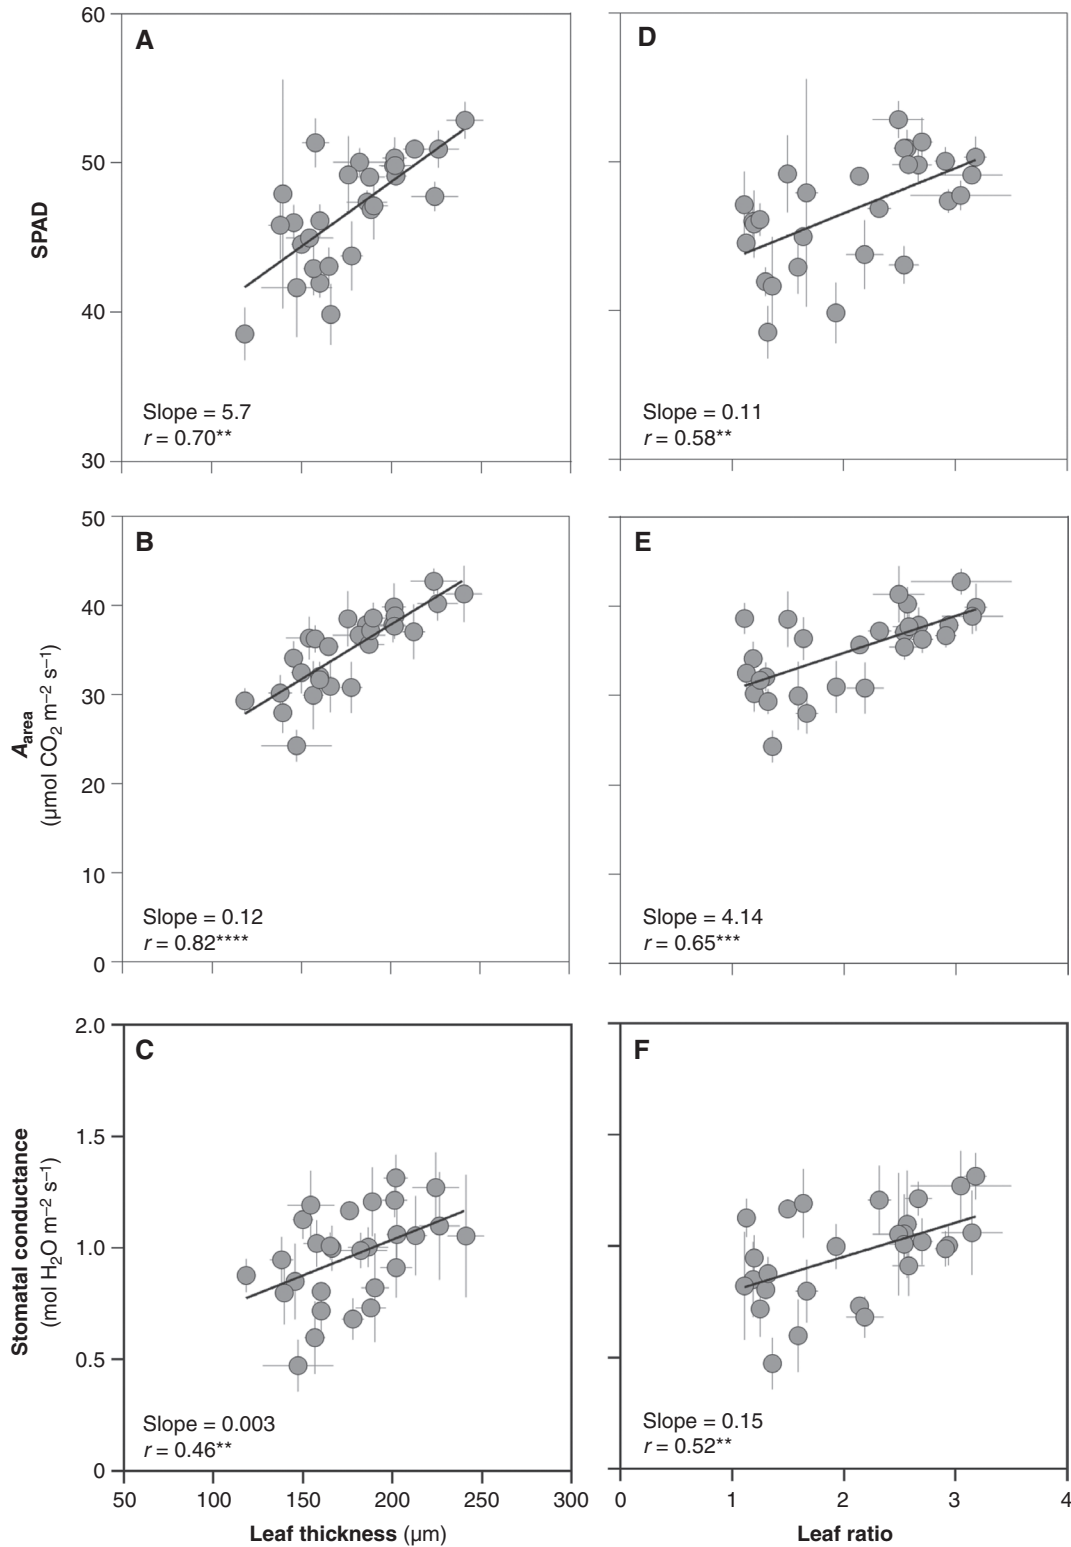 60
A
D
50
SPAD
40
Slope = 5.7
r = 0.70**
Slope = 0.11
r = 0.58**
30
50
B
E
40
30
A area
(μmol CO2 m–2 s–1)
20
10
Slope = 0.12
r = 0.82****
Slope = 4.14
r = 0.65***
0
2.0
C
F
1.5
Stomatal conductance
(mol H2O m–2 s–1)
1.0
0.5
Slope = 0.003
r = 0.46**
Slope = 0.15
r = 0.52**
0
50 100 150 200 250 300 0 1 2 3 4
Leaf thickness (μm)
Leaf ratio